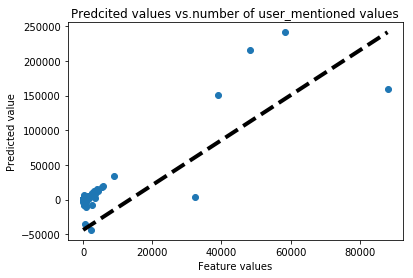 Predcited values vs.number of user_mentioned values
250000
200000
150000
100000
50000
0
−50000
Predicted value
0 20000 40000 60000 80000
Feature values